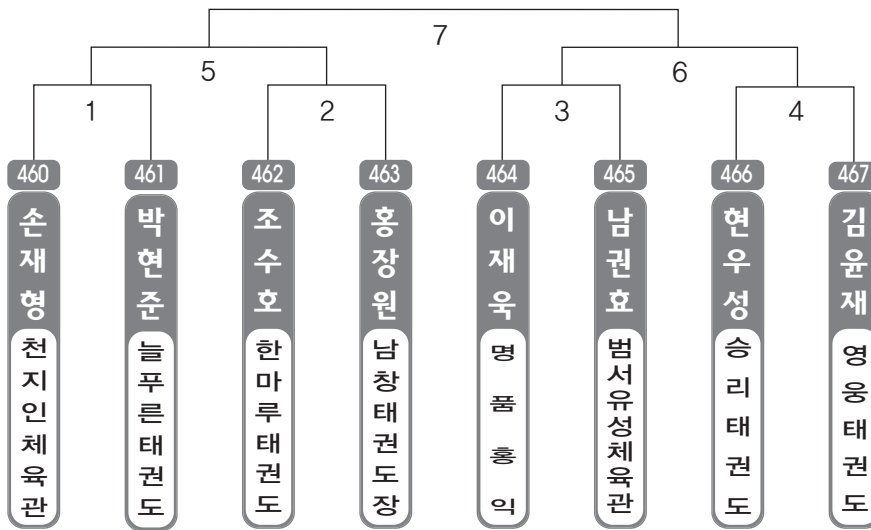 7
5
6
1
2
3
4
460
461
462
463
464
465
466
467
손재형
박현준
조수호
홍장원
이재욱
남권효
현우성
김윤재
천지인체육관
늘푸른태권도
한마루태권도
남창태권도장
명품홍익
범서유성체육관
승리태권도
영웅태권도